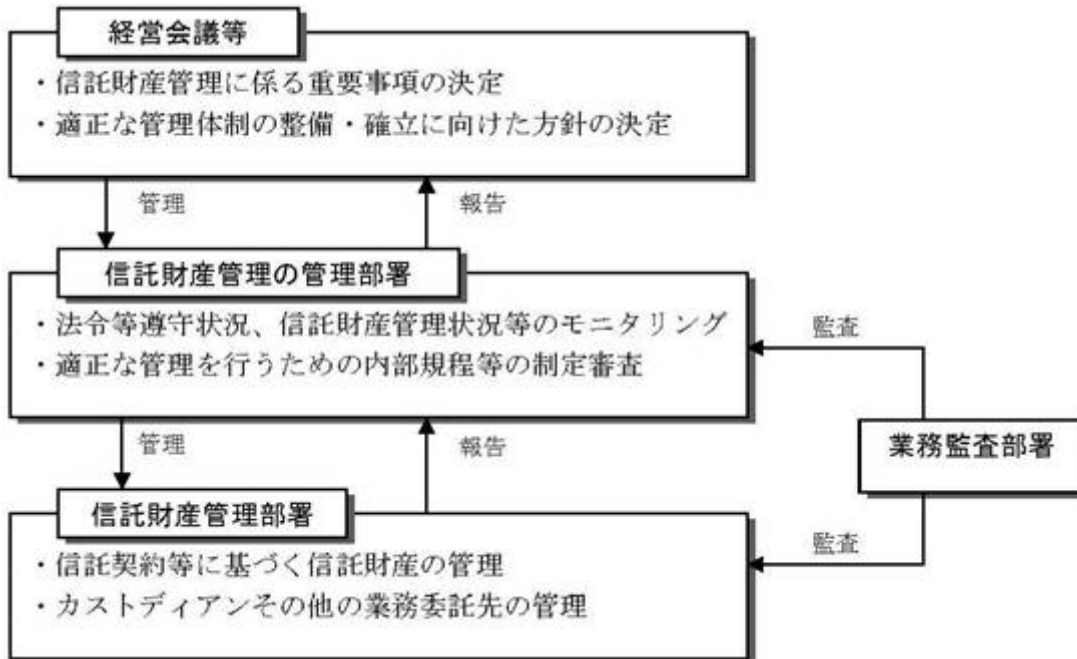 経営会議等
・信託財産管理に係る重要事項の決定
・適正な管理体制の整備・確立に向けた方針の決定
管理
報告
信託財産管理の管理部署
・法令等遵守状況、信託財産管理状況等のモニタリング
・適正な管理を行うための内部規程等の制定審査
監査
管理
報告
業務監査部署
信託財産管理部署
・信託契約等に基づく信託財産の管理
・カストディアンその他の業務委託先の管理
監査